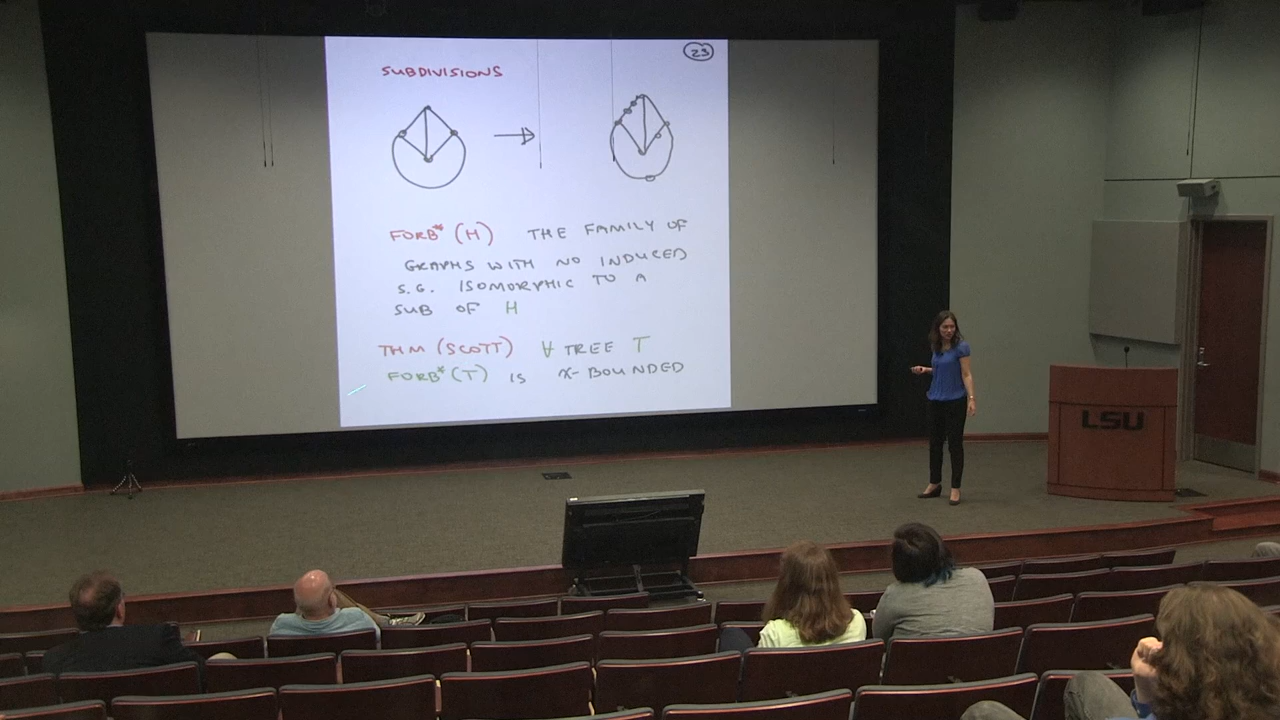 23
SUBDIVISIONS
FORB* (H) THE FAMILY OF
GRAPHS WITH NO INDUCED
S.G. ISOMORPHIC TO A
SUB OF H
THM (SCOTT) ∀ TREE T
FORB* (T) IS χ-BOUNDED
LSU